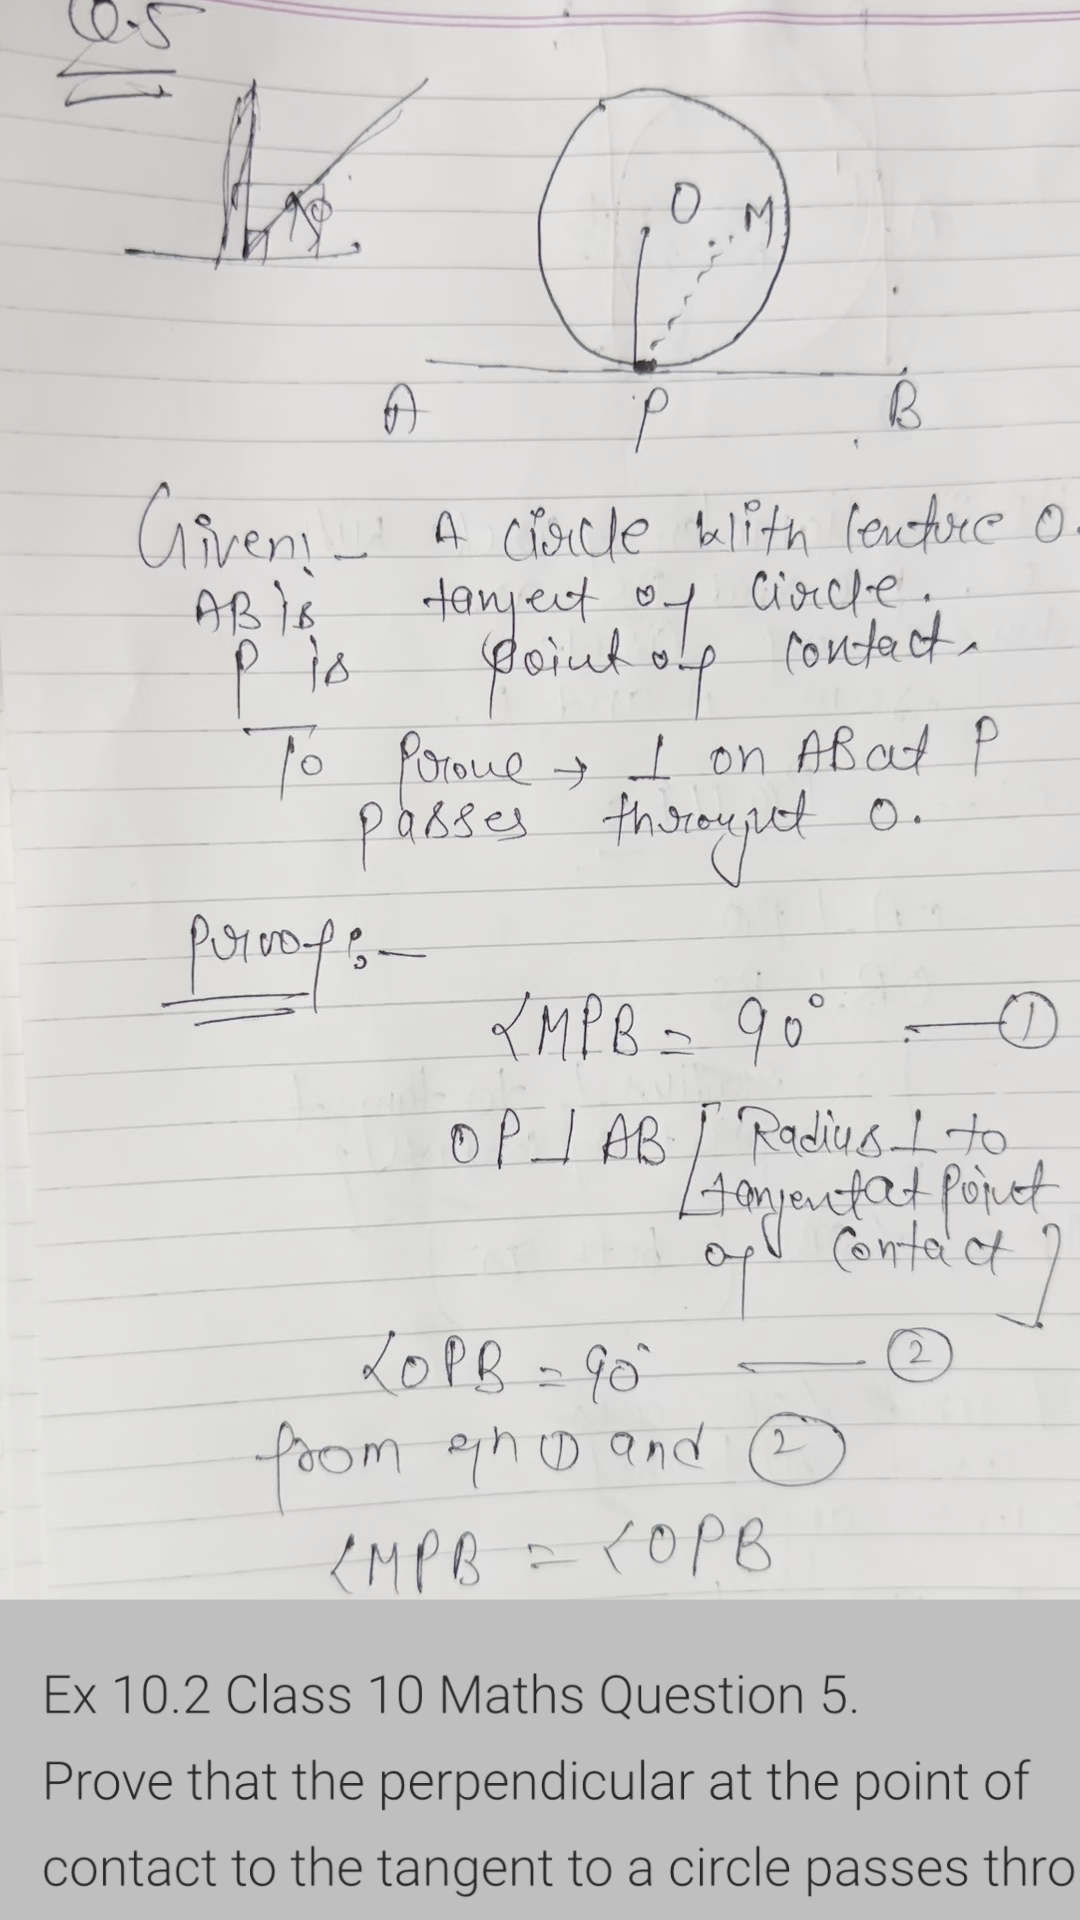 Q.5
O
M
A P B
Given:- A circle with centre O.
AB is tangent of circle.
P is point of contact.
To Prove → ⊥ on AB at P
passes through O.
Proof:-
∠MPB = 90° — ①
OP ⊥ AB [Radius ⊥ to
tangent at point
of contact]
∠OPB = 90° — ②
from eqn ① and ②
∠MPB = ∠OPB
Ex 10.2 Class 10 Maths Question 5.
Prove that the perpendicular at the point of
contact to the tangent to a circle passes thro